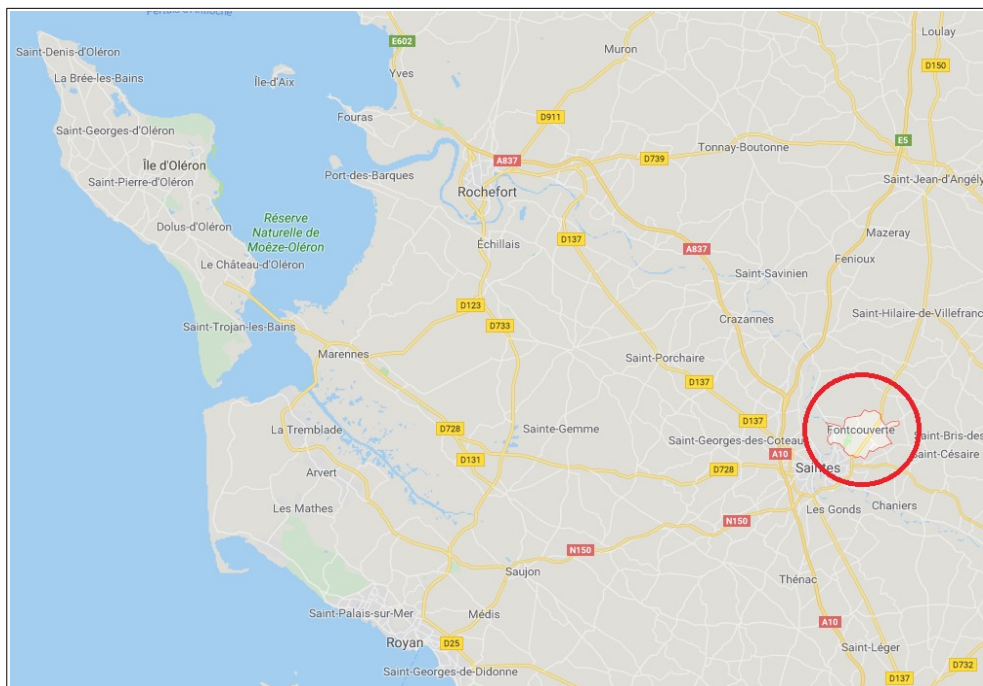 Pertuis d'Antioche
Loulay
Saint-Denis-d'Oléron
E602
Muron
D150
La Brée-les-Bains
Île-d'Aix
Yves
Fouras
D911
Saint-Georges-d'Oléron
E5
Tonnay-Boutonne
Île d'Oléron
A837
D739
Port-des-Barques
Saint-Jean-d'Angély
Saint-Pierre-d'Oléron
Rochefort
Réserve
Naturelle de
Moëze-Oléron
Dolus-d'Oléron
Échillais
D137
Mazeray
A837
Fenioux
Le Château-d'Oléron
Saint-Savinien
D123
Crazannes
Saint-Hilaire-de-Villefranc
Saint-Trojan-les-Bains
D733
Marennes
Saint-Porchaire
D137
D137
La Tremblade
D728
Sainte-Gemme
Fontcouverte
Saint-Georges-des-Coteau
Saint-Bris-des
A10
Saint-Césaire
Arvert
D131
D728
Saintes
Les Mathes
Les Gonds
Chaniers
N150
N150
Saujon
Thénac
Saint-Palais-sur-Mer
Médis
A10
Royan
D25
Saint-Léger
Saint-Georges-de-Didonne
D137
D732